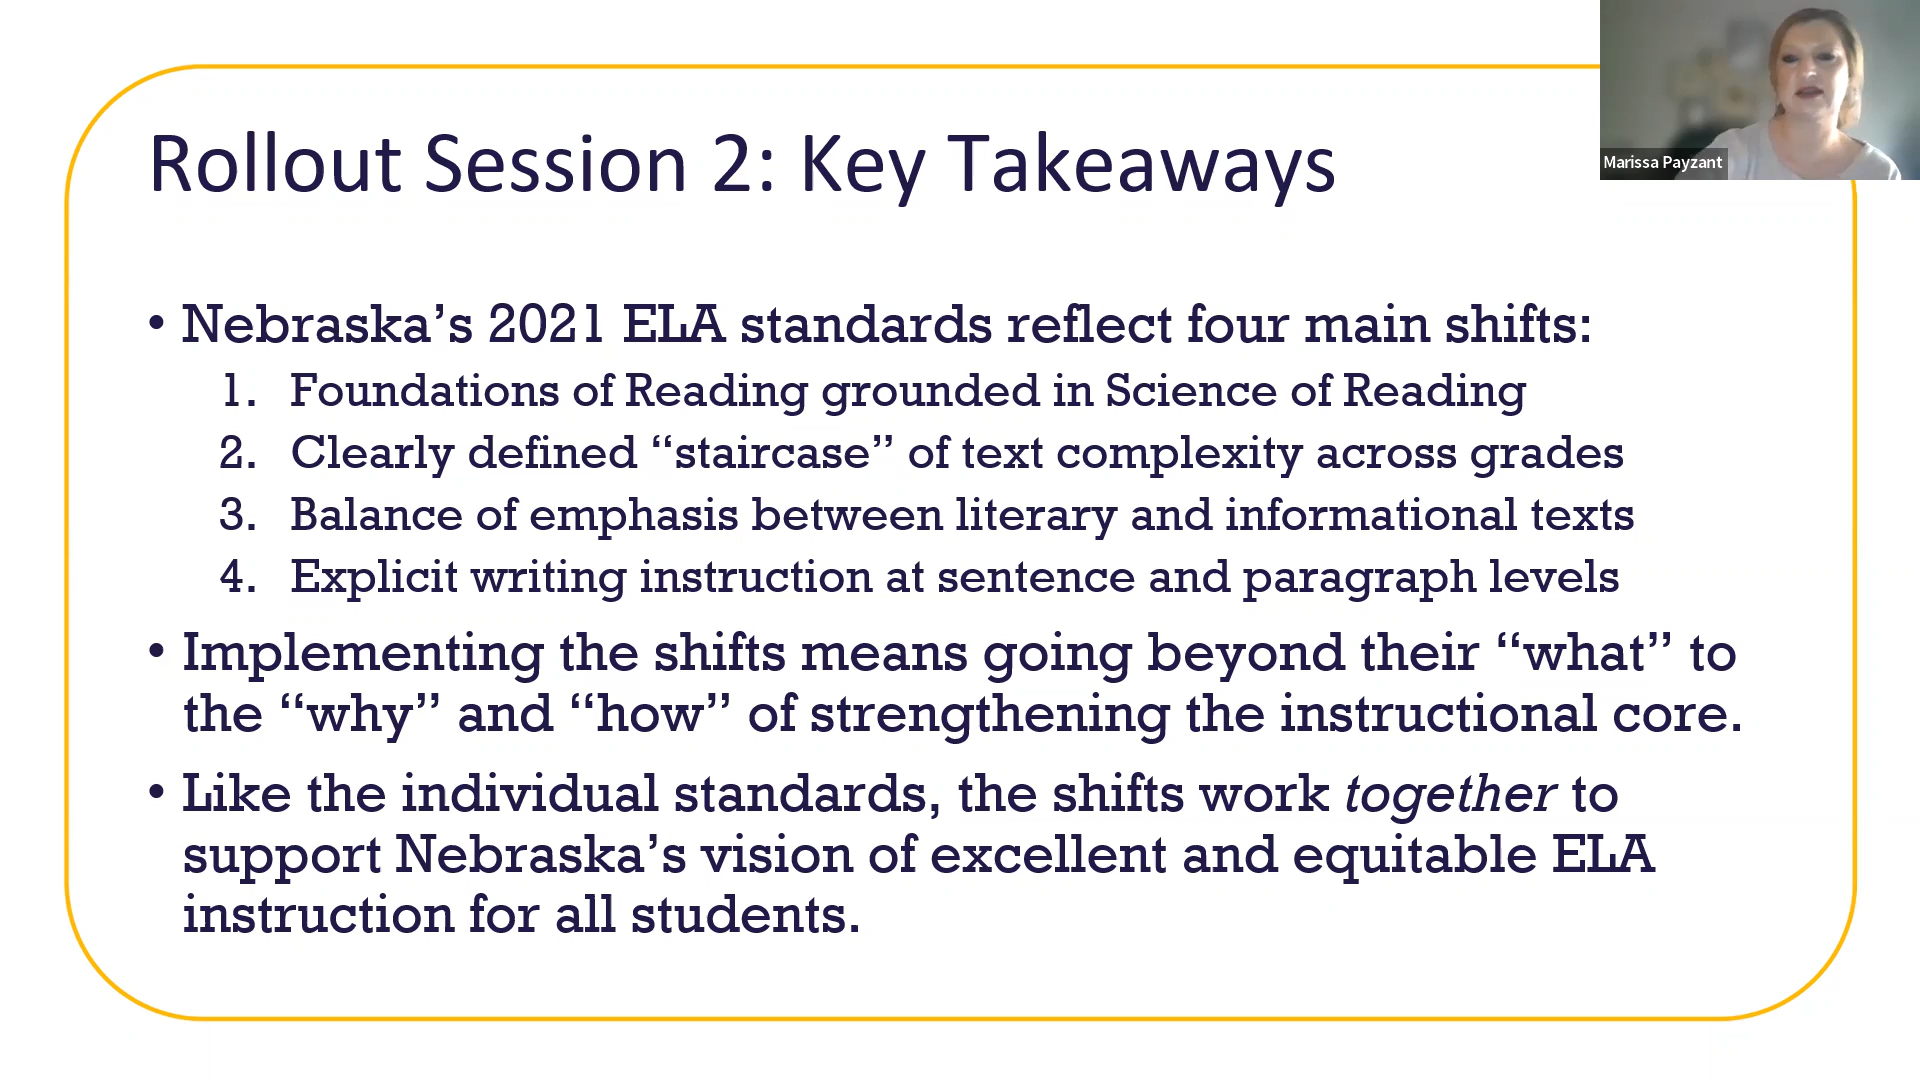 Rollout Session 2: Key Takeaways
Marissa Payzant
• Nebraska’s 2021 ELA standards reflect four main shifts:
1. Foundations of Reading grounded in Science of Reading
2. Clearly defined “staircase” of text complexity across grades
3. Balance of emphasis between literary and informational texts
4. Explicit writing instruction at sentence and paragraph levels
• Implementing the shifts means going beyond their “what” to
the “why” and “how” of strengthening the instructional core.
• Like the individual standards, the shifts work together to
support Nebraska’s vision of excellent and equitable ELA
instruction for all students.